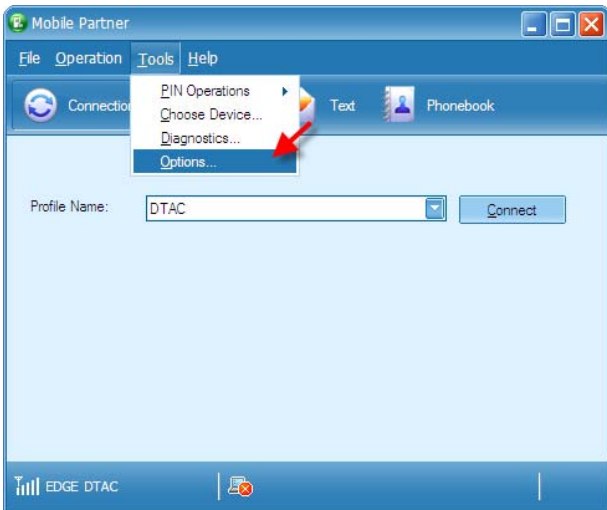 Mobile Partner
File Operation Tools Help
Connection Text Phonebook
PIN Operations
Choose Device...
Diagnostics...
Options...
Profile Name: DTAC Connect
EDGE DTAC